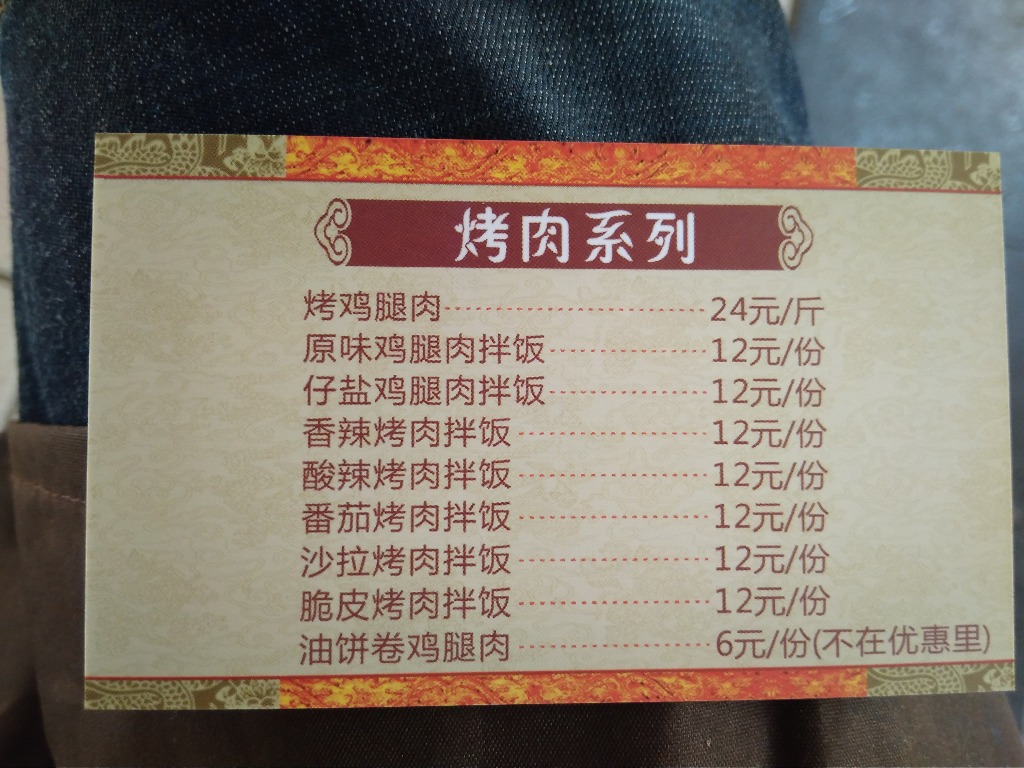 烤肉系列
烤鸡腿肉 24元/斤
原味鸡腿肉拌饭 12元/份
仔盐鸡腿肉拌饭 12元/份
香辣烤肉拌饭 12元/份
酸辣烤肉拌饭 12元/份
番茄烤肉拌饭 12元/份
沙拉烤肉拌饭 12元/份
脆皮烤肉拌饭 12元/份
油饼卷鸡腿肉 6元/份(不在优惠里)